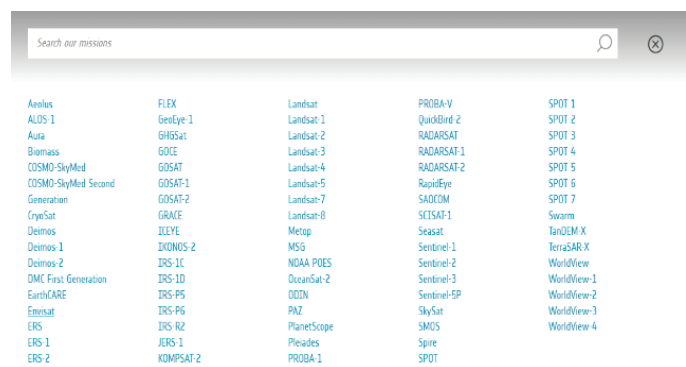 Search our missions
Aeolus
ALOS-1
Aura
Biomass
COSMO-SkyMed
COSMO-SkyMed Second
Generation
CryoSat
Deimos
Deimos-1
Deimos-2
DMC First Generation
EarthCARE
Envisat
ERS
ERS-1
ERS-2
FLEX
GeoEye-1
GHGSat
GOCE
GOSAT
GOSAT-1
GOSAT-2
GRACE
ICEYE
IKONOS-2
IRS-1C
IRS-1D
IRS-P5
IRS-P6
IRS-R2
JERS-1
KOMPSAT-2
Landsat
Landsat-1
Landsat-2
Landsat-3
Landsat-4
Landsat-5
Landsat-7
Landsat-8
Metop
MSG
NOAA POES
OceanSat-2
ODIN
PAZ
PlanetScope
Pleiades
PROBA-1
PROBA-V
QuickBird-2
RADARSAT
RADARSAT-1
RADARSAT-2
RapidEye
SAOCOM
SCISAT-1
Seasat
Sentinel-1
Sentinel-2
Sentinel-3
Sentinel-5P
SkySat
SMOS
Spire
SPOT
SPOT 1
SPOT 2
SPOT 3
SPOT 4
SPOT 5
SPOT 6
SPOT 7
Swarm
TanDEM-X
TerraSAR-X
WorldView
WorldView-1
WorldView-2
WorldView-3
WorldView-4